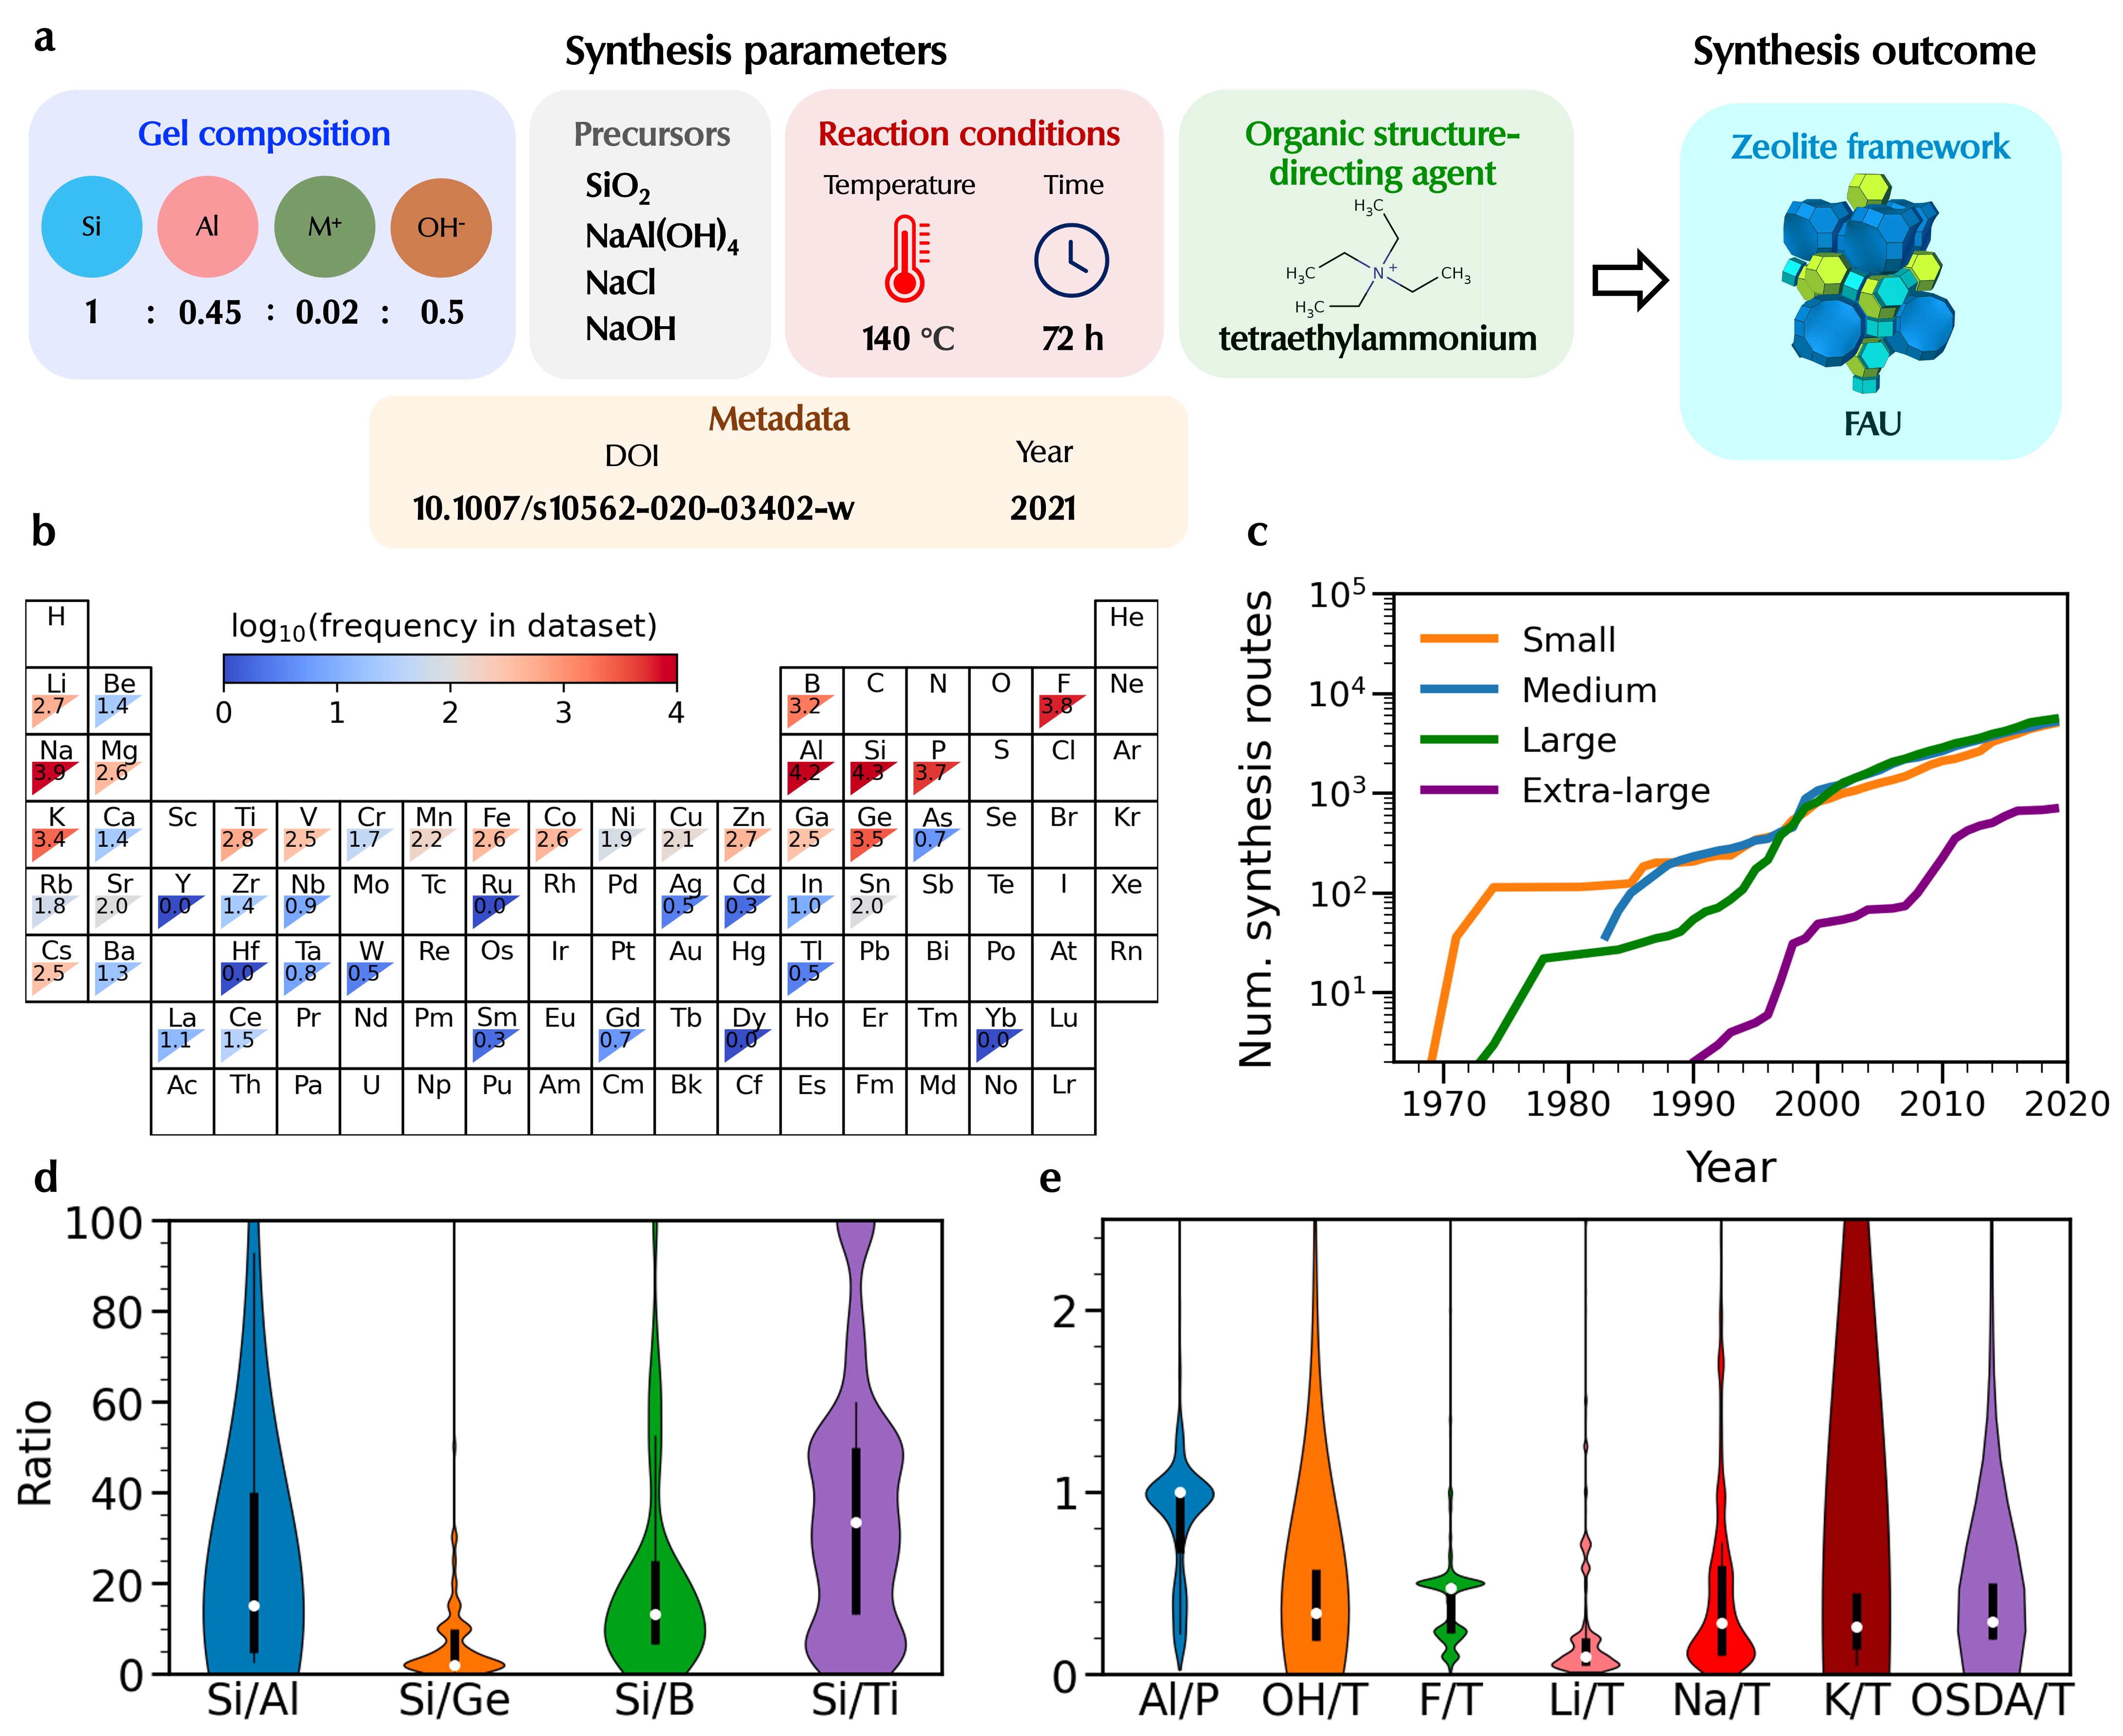 a
Synthesis parameters
Synthesis outcome
Gel composition
Si Al M⁺ OH⁻
1 : 0.45 : 0.02 : 0.5
Precursors
SiO₂
NaAl(OH)₄
NaCl
NaOH
Reaction conditions
Temperature Time
140 °C 72 h
Organic structure-
directing agent
H₃C
H₃C N⁺ CH₃
H₃C
tetraethylammonium
Zeolite framework
FAU
Metadata
DOI Year
10.1007/s10562-020-03402-w 2021
b
log₁₀(frequency in dataset)
0 1 2 3 4
H He
Li Be B C N O F Ne
2.7 1.4 3.2 3.8
Na Mg Al Si P S Cl Ar
3.9 2.6 4.2 4.3 3.7
K Ca Sc Ti V Cr Mn Fe Co Ni Cu Zn Ga Ge As Se Br Kr
3.4 1.4 2.8 2.5 1.7 2.2 2.6 2.6 1.9 2.1 2.7 2.5 3.5 0.7
Rb Sr Y Zr Nb Mo Tc Ru Rh Pd Ag Cd In Sn Sb Te I Xe
1.8 2.0 0.0 1.4 0.9 0.0 0.5 0.3 1.0 2.0
Cs Ba Hf Ta W Re Os Ir Pt Au Hg Tl Pb Bi Po At Rn
2.5 1.3 0.0 0.8 0.5 0.5
La Ce Pr Nd Pm Sm Eu Gd Tb Dy Ho Er Tm Yb Lu
1.1 1.5 0.3 0.7 0.0 0.0
Ac Th Pa U Np Pu Am Cm Bk Cf Es Fm Md No Lr
c
Num. synthesis routes
10⁵
10⁴
10³
10²
10¹
Small
Medium
Large
Extra-large
1970 1980 1990 2000 2010 2020
Year
d
Ratio
100
80
60
40
20
0
Si/Al Si/Ge Si/B Si/Ti
e
2
1
0
Al/P OH/T F/T Li/T Na/T K/T OSDA/T